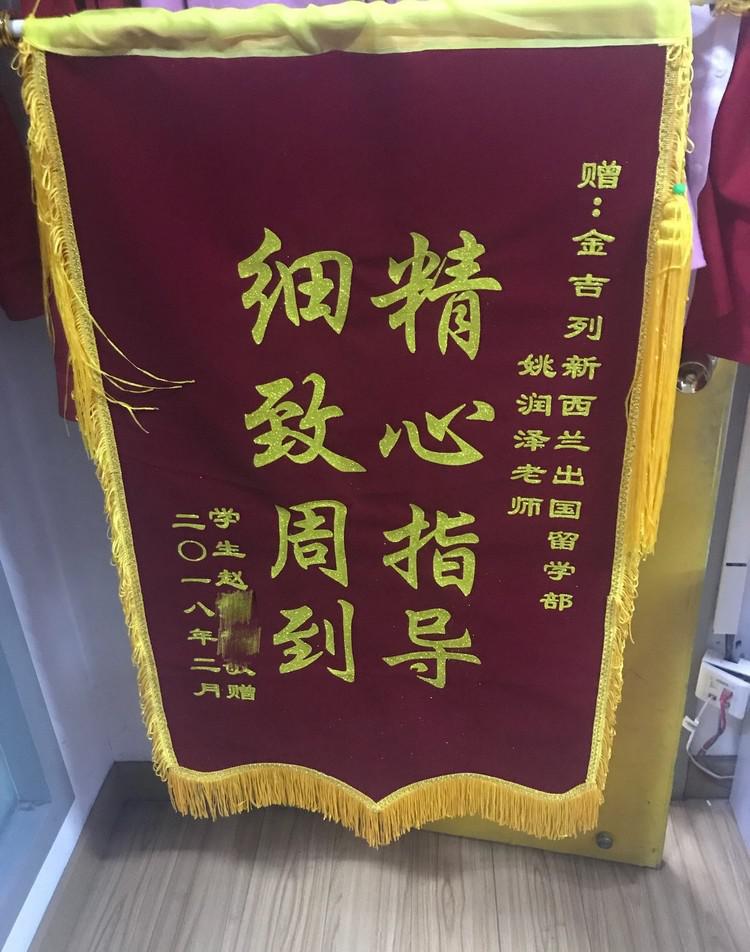 赠：金吉列新西兰出国留学部
姚润泽老师
精心指导
细致周到
学生赵敬赠
二〇一八年二月